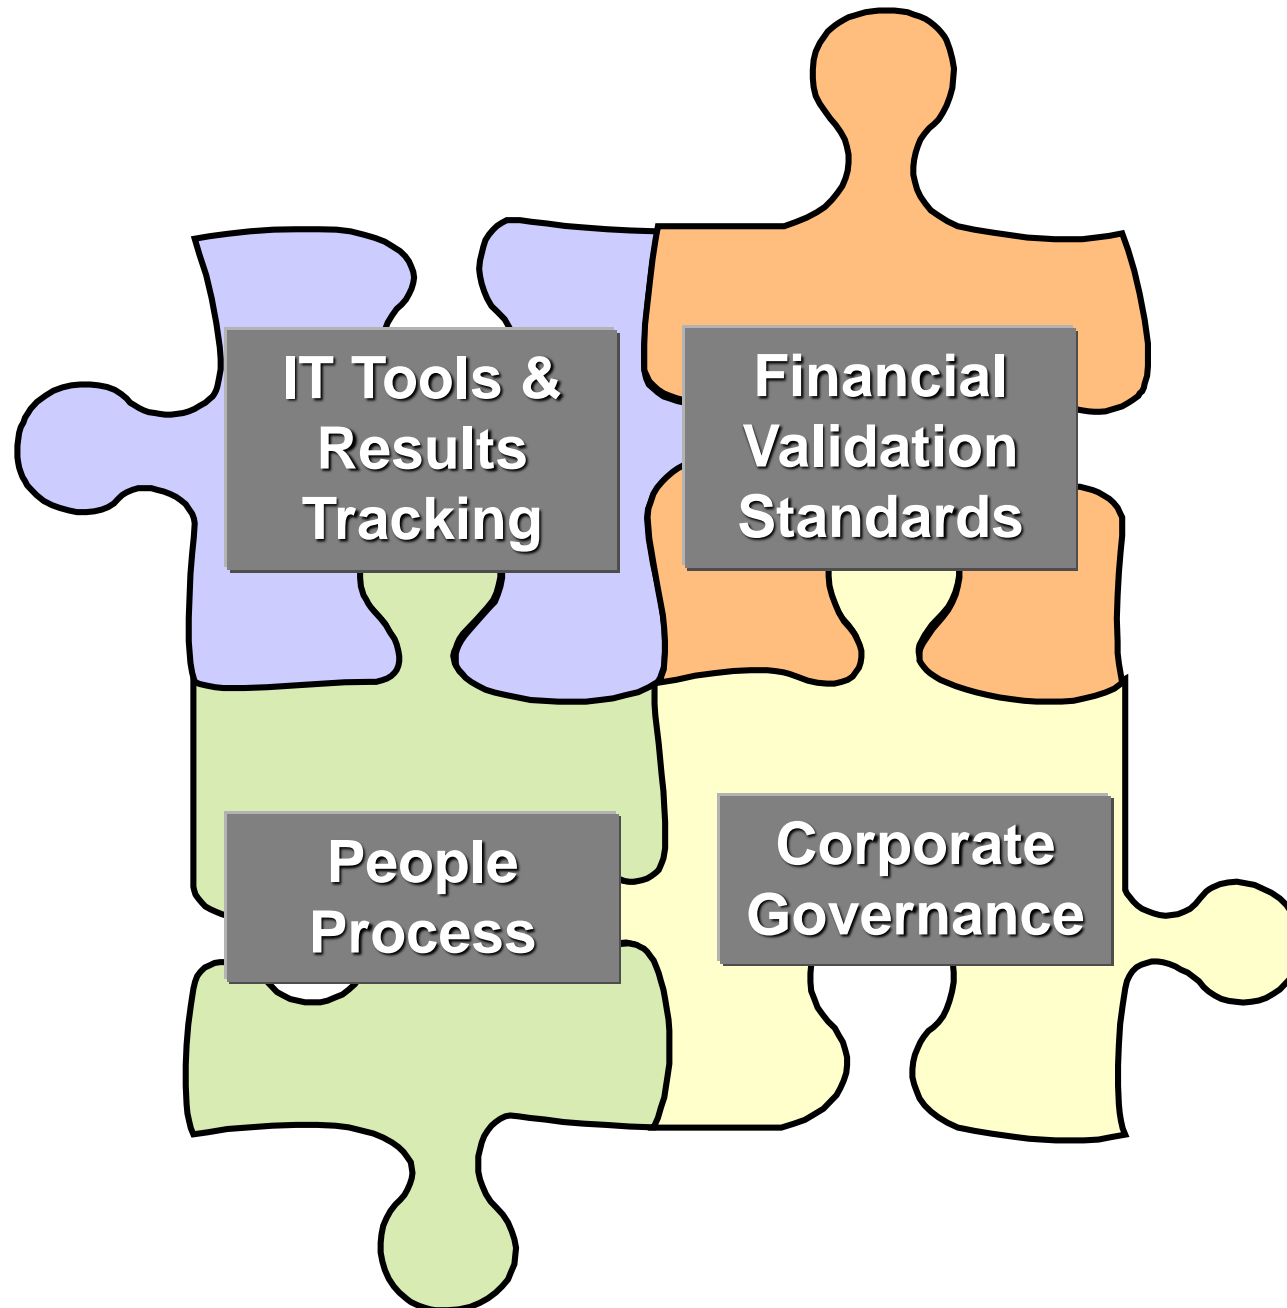 IT Tools &
Results
Tracking
Financial
Validation
Standards
People
Process
Corporate
Governance